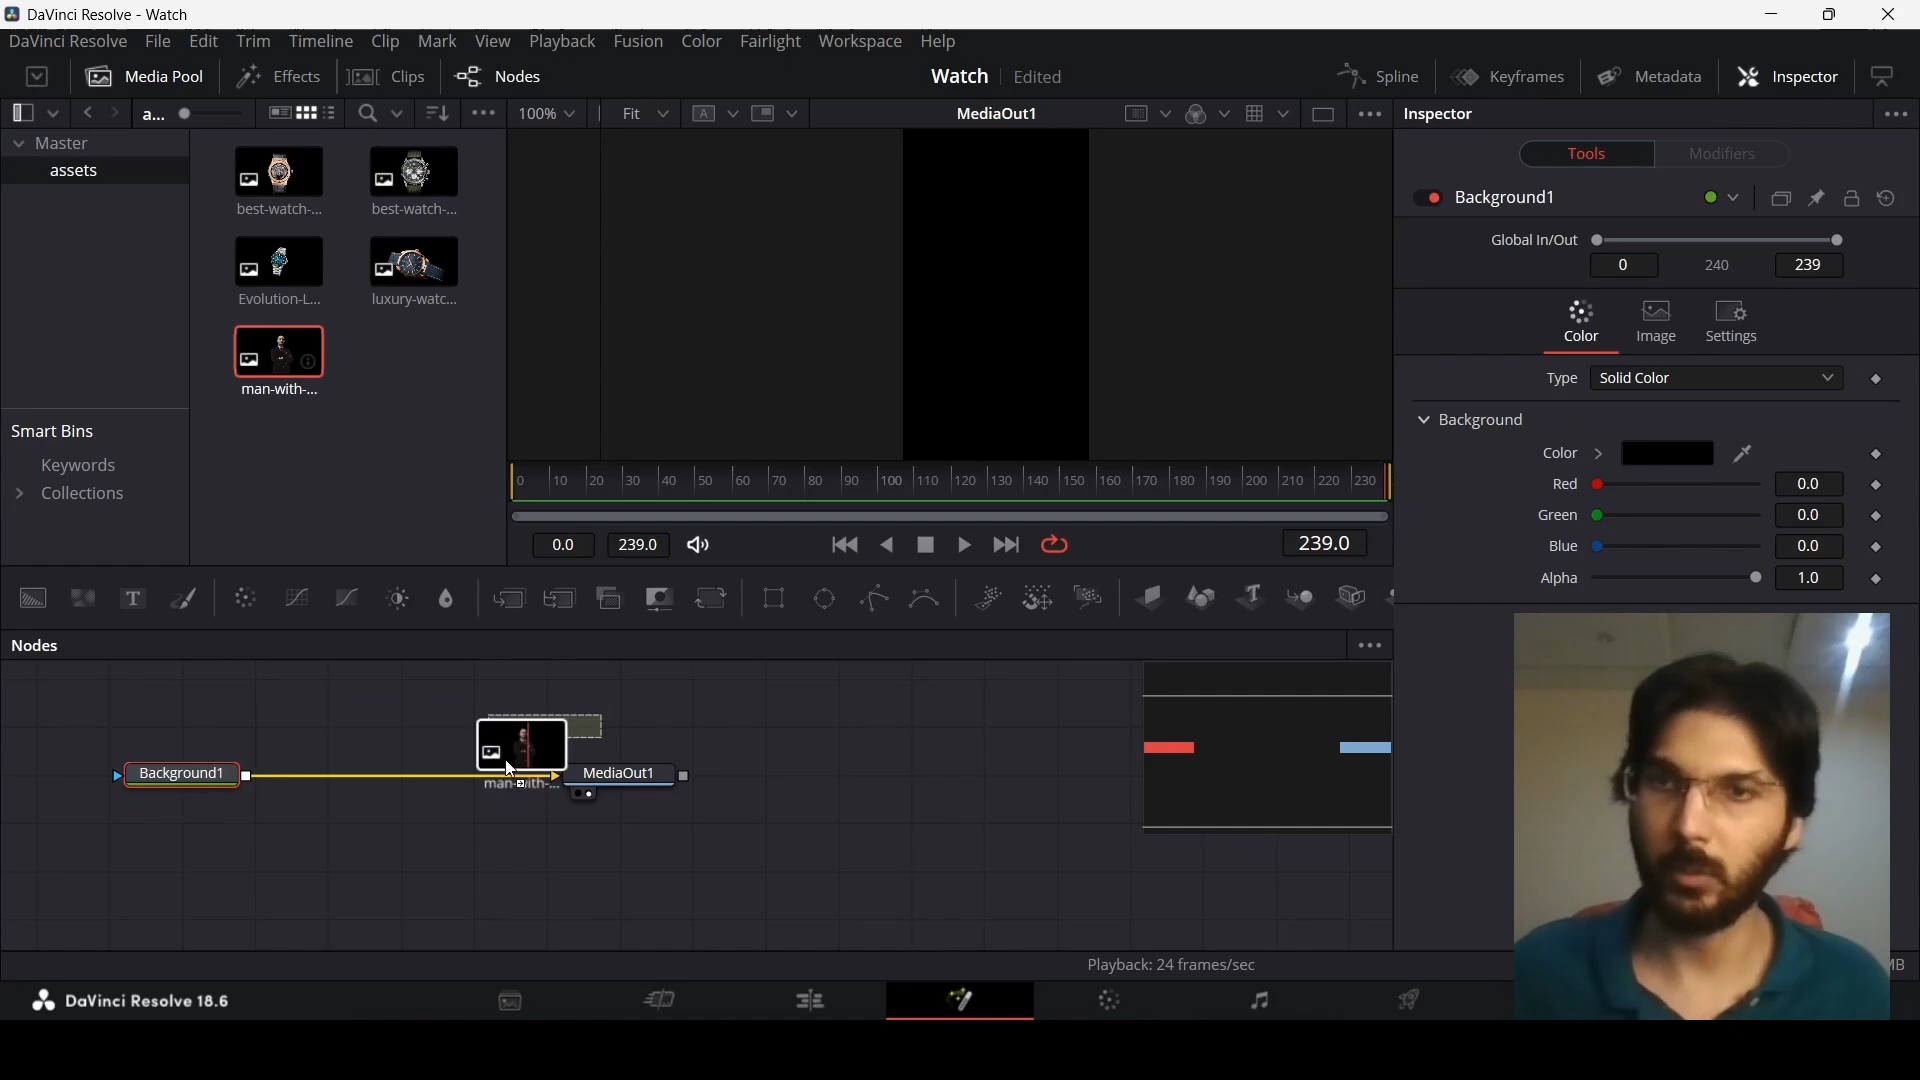 DaVinci Resolve - Watch
DaVinci Resolve File Edit Trim Timeline Clip Mark View Playback Fusion Color Fairlight Workspace Help
Media Pool Effects Clips Nodes Watch Edited Spline Keyframes Metadata Inspector
a... 100% Fit A MediaOut1 Inspector
Master
assets
best-watch-... best-watch-...
Evolution-L... luxury-watc...
man-with-...
Smart Bins
Keywords
Collections
0 10 20 30 40 50 60 70 80 90 100 110 120 130 140 150 160 170 180 190 200 210 220 230
0.0 239.0 239.0
Tools Modifiers
Background1
Global In/Out
0 240 239
Color Image Settings
Type Solid Color
Background
Color
Red 0.0
Green 0.0
Blue 0.0
Alpha 1.0
T T
Nodes
Background1 man-with-... MediaOut1
Playback: 24 frames/sec MB
DaVinci Resolve 18.6